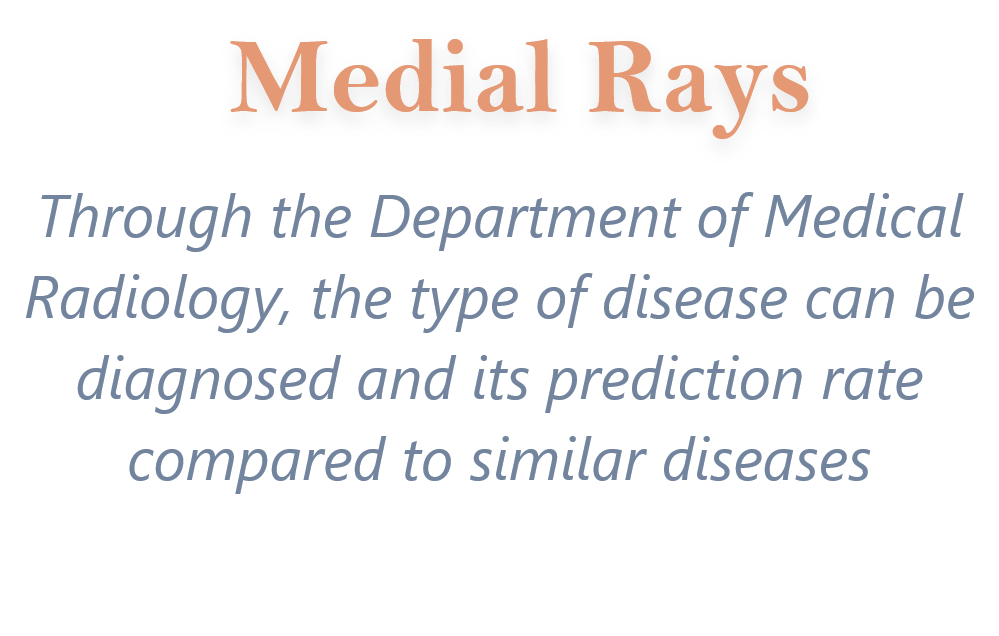 Medial Rays
Through the Department of Medical
Radiology, the type of disease can be
diagnosed and its prediction rate
compared to similar diseases